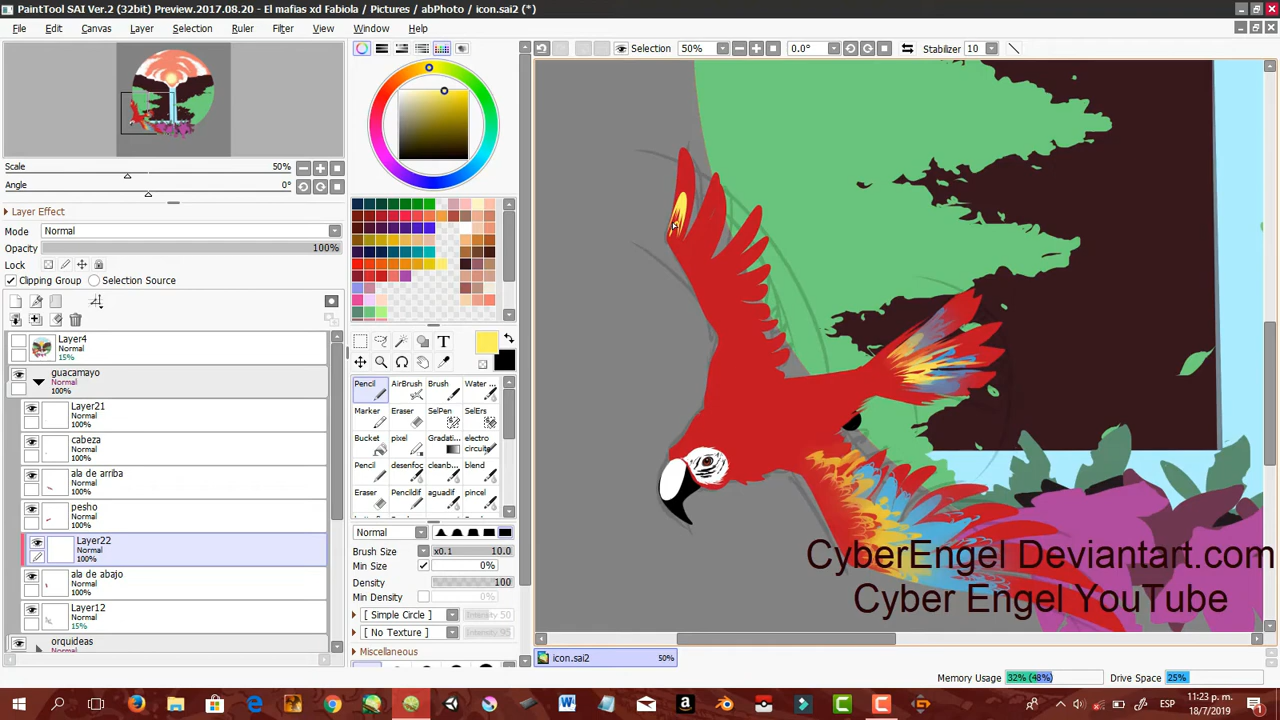 PaintTool SAI Ver.2 (32bit) Preview.2017.08.20 - El mafias xd Fabiola / Pictures / abPhoto / icon.sai2 (*)
File Edit Canvas Layer Selection Ruler Filter View Window Help
Selection 50% 0.0° Stabilizer 10
Scale 50%
Angle 0°
Layer Effect
Mode Normal
Opacity 100%
Lock
Clipping Group Selection Source
Layer4
Normal
15%
guacamayo
Normal
100%
Layer21
Normal
100%
cabeza
Normal
100%
ala de arriba
Normal
100%
pesho
Normal
100%
Layer22
Normal
100%
ala de abajo
Normal
100%
Layer12
Normal
15%
orquideas
Normal
Pencil AirBrush Brush Water ...
Marker Eraser SelPen SelErs
Bucket pixel Gradati... electro circuite
Pencil desenfoc cleanb... blend
Eraser Pencildif aguadif pincel
Normal
Brush Size x0.1 10.0
Min Size 0%
Density 100
Min Density 0%
[ Simple Circle ] Intensity 50
[ No Texture ] Intensity 95
Miscellaneous
CyberEngel Deviantart.com
Cyber Engel YouTupe
icon.sai2 50%
Memory Usage 32% (48%) Drive Space 25%
ESP
11:23 p. m.
18/7/2019